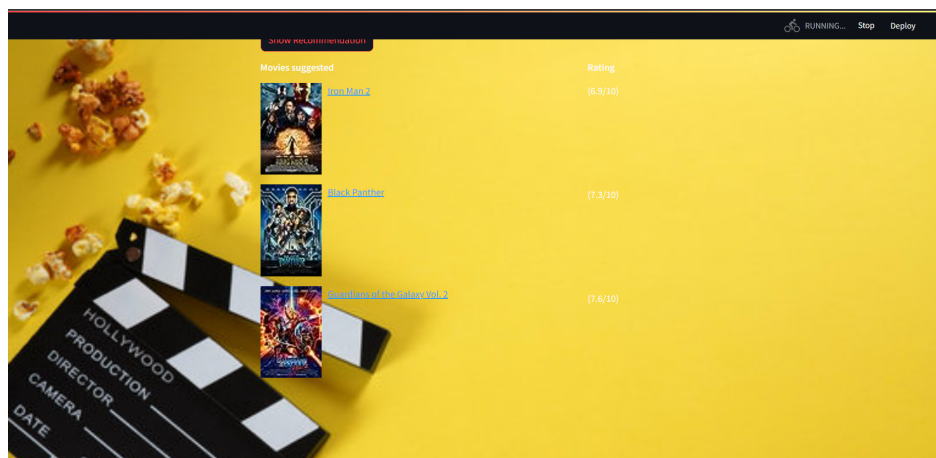 RUNNING... Stop Deploy
Show Recommendation
Movies suggested Rating
Iron Man 2 (6.9/10)
Black Panther (7.3/10)
Guardians of the Galaxy Vol. 2 (7.6/10)
HOLLYWOOD
PRODUCTION
DIRECTOR
CAMERA
DATE